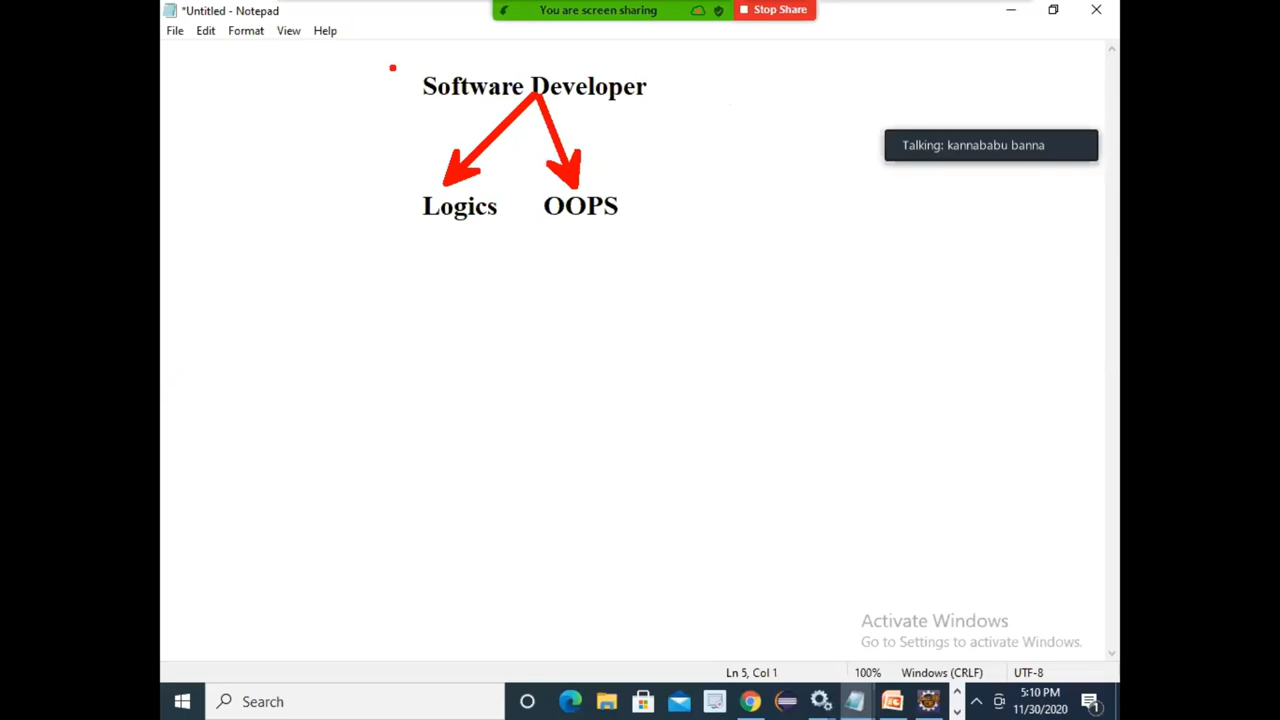 *Untitled - Notepad
You are screen sharing
Stop Share
File Edit Format View Help
Software Developer
Talking: kannababu banna
Logics OOPS
Activate Windows
Go to Settings to activate Windows.
Ln 5, Col 1 100% Windows (CRLF) UTF-8
Search
5:10 PM
11/30/2020
1